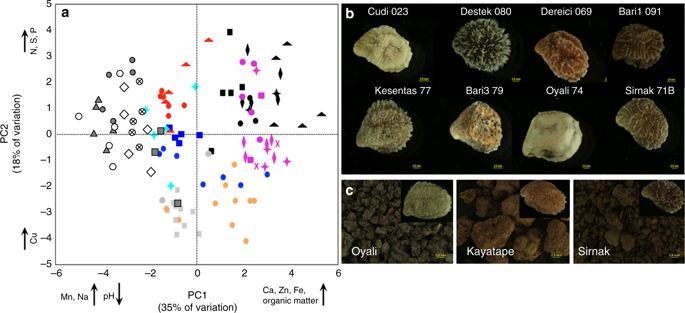 a
N, S, P
PC2
(18% of variation)
Cu
5
4
3
2
1
0
−1
−2
−3
−4
−5
−6
−4
−2
0
2
4
6
Mn, Na
pH
PC1
(35% of variation)
Ca, Zn, Fe,
organic matter
b
Cudi 023
Destek 080
Dereici 069
Bari1 091
Kesentas 77
Bari3 79
Oyali 74
Sirnak 71B
c
Oyali
Kayatape
Sirnak